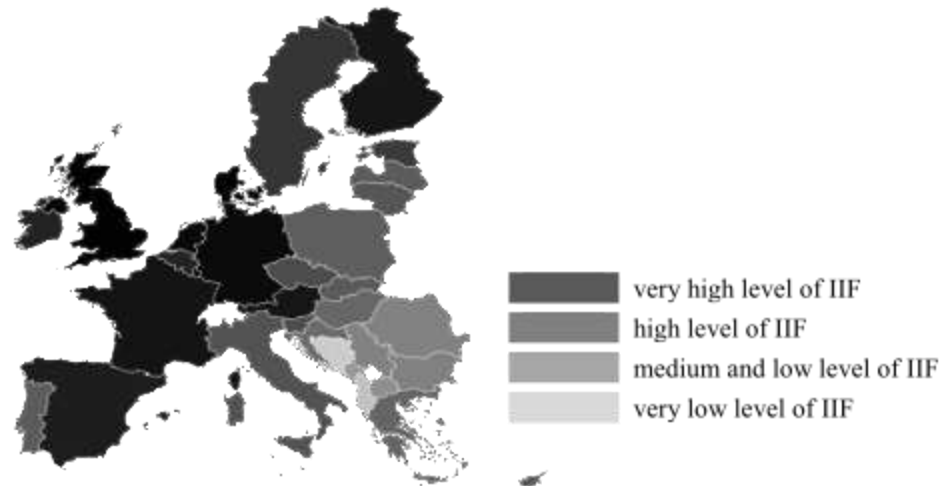 very high level of IIF
high level of IIF
medium and low level of IIF
very low level of IIF